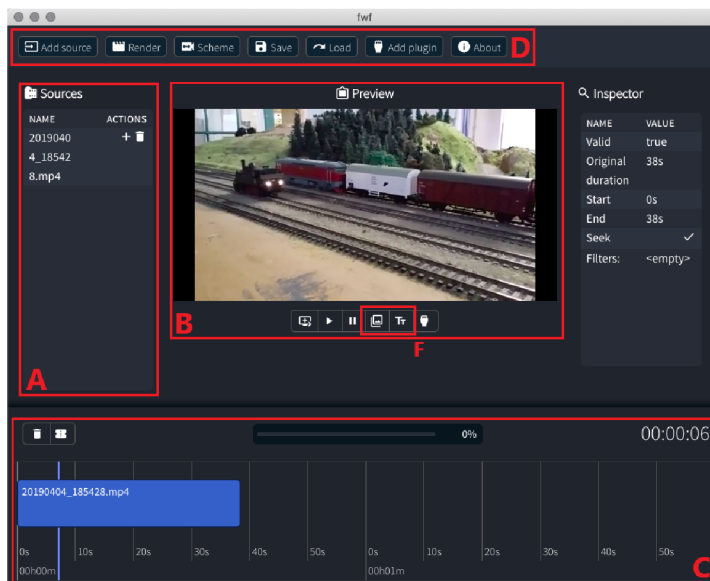 fwf
Add source Render Scheme Save Load Add plugin About D
Sources
NAME ACTIONS
2019040
4_18542
8.mp4
A
Preview
B
F
Inspector
NAME VALUE
Valid true
Original 38s
duration
Start 0s
End 38s
Seek
Filters: <empty>
0%
00:00:06
20190404_185428.mp4
0s 10s 20s 30s 40s 50s 0s 10s 20s 30s 40s 50s
00h00m 00h01m
C